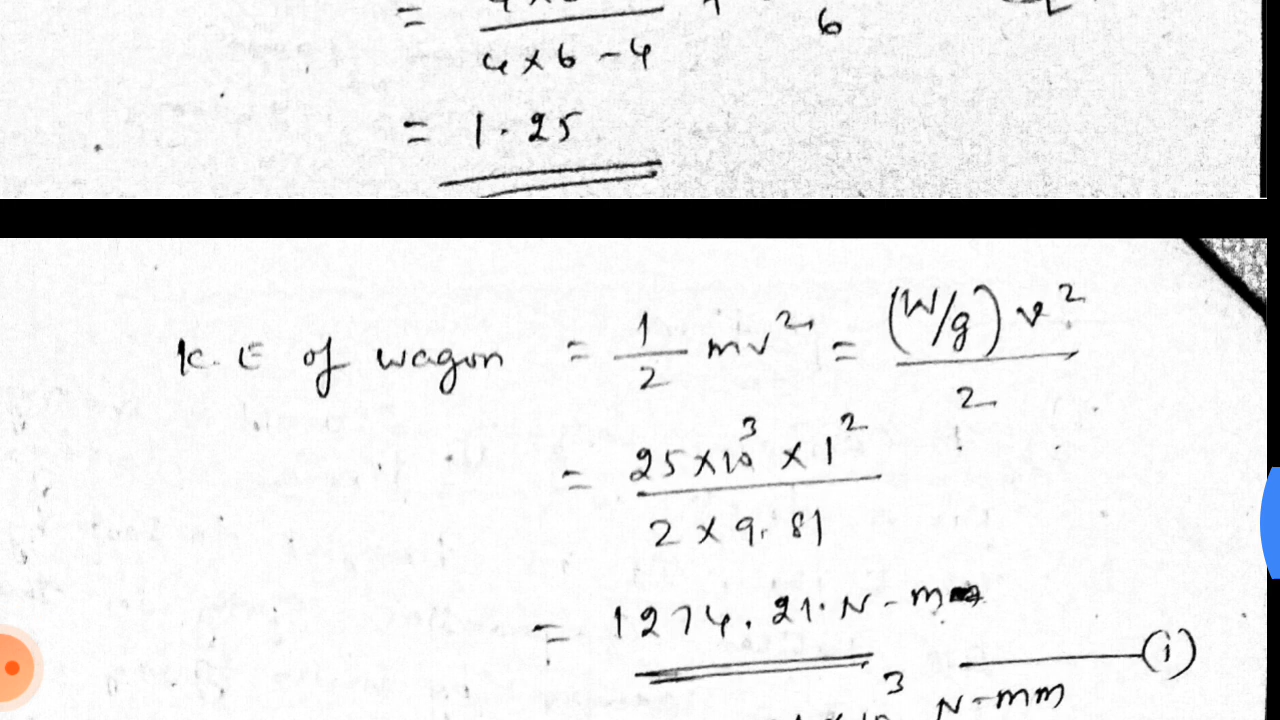 =
6
4 x 6 - 4
= 1.25
K.E of wagon = 1/2 mv² = (W/g) v² / 2
= 25 x 10³ x 1² / 2 x 9.81
= 1274.21. N-m
(i)
3
N-mm